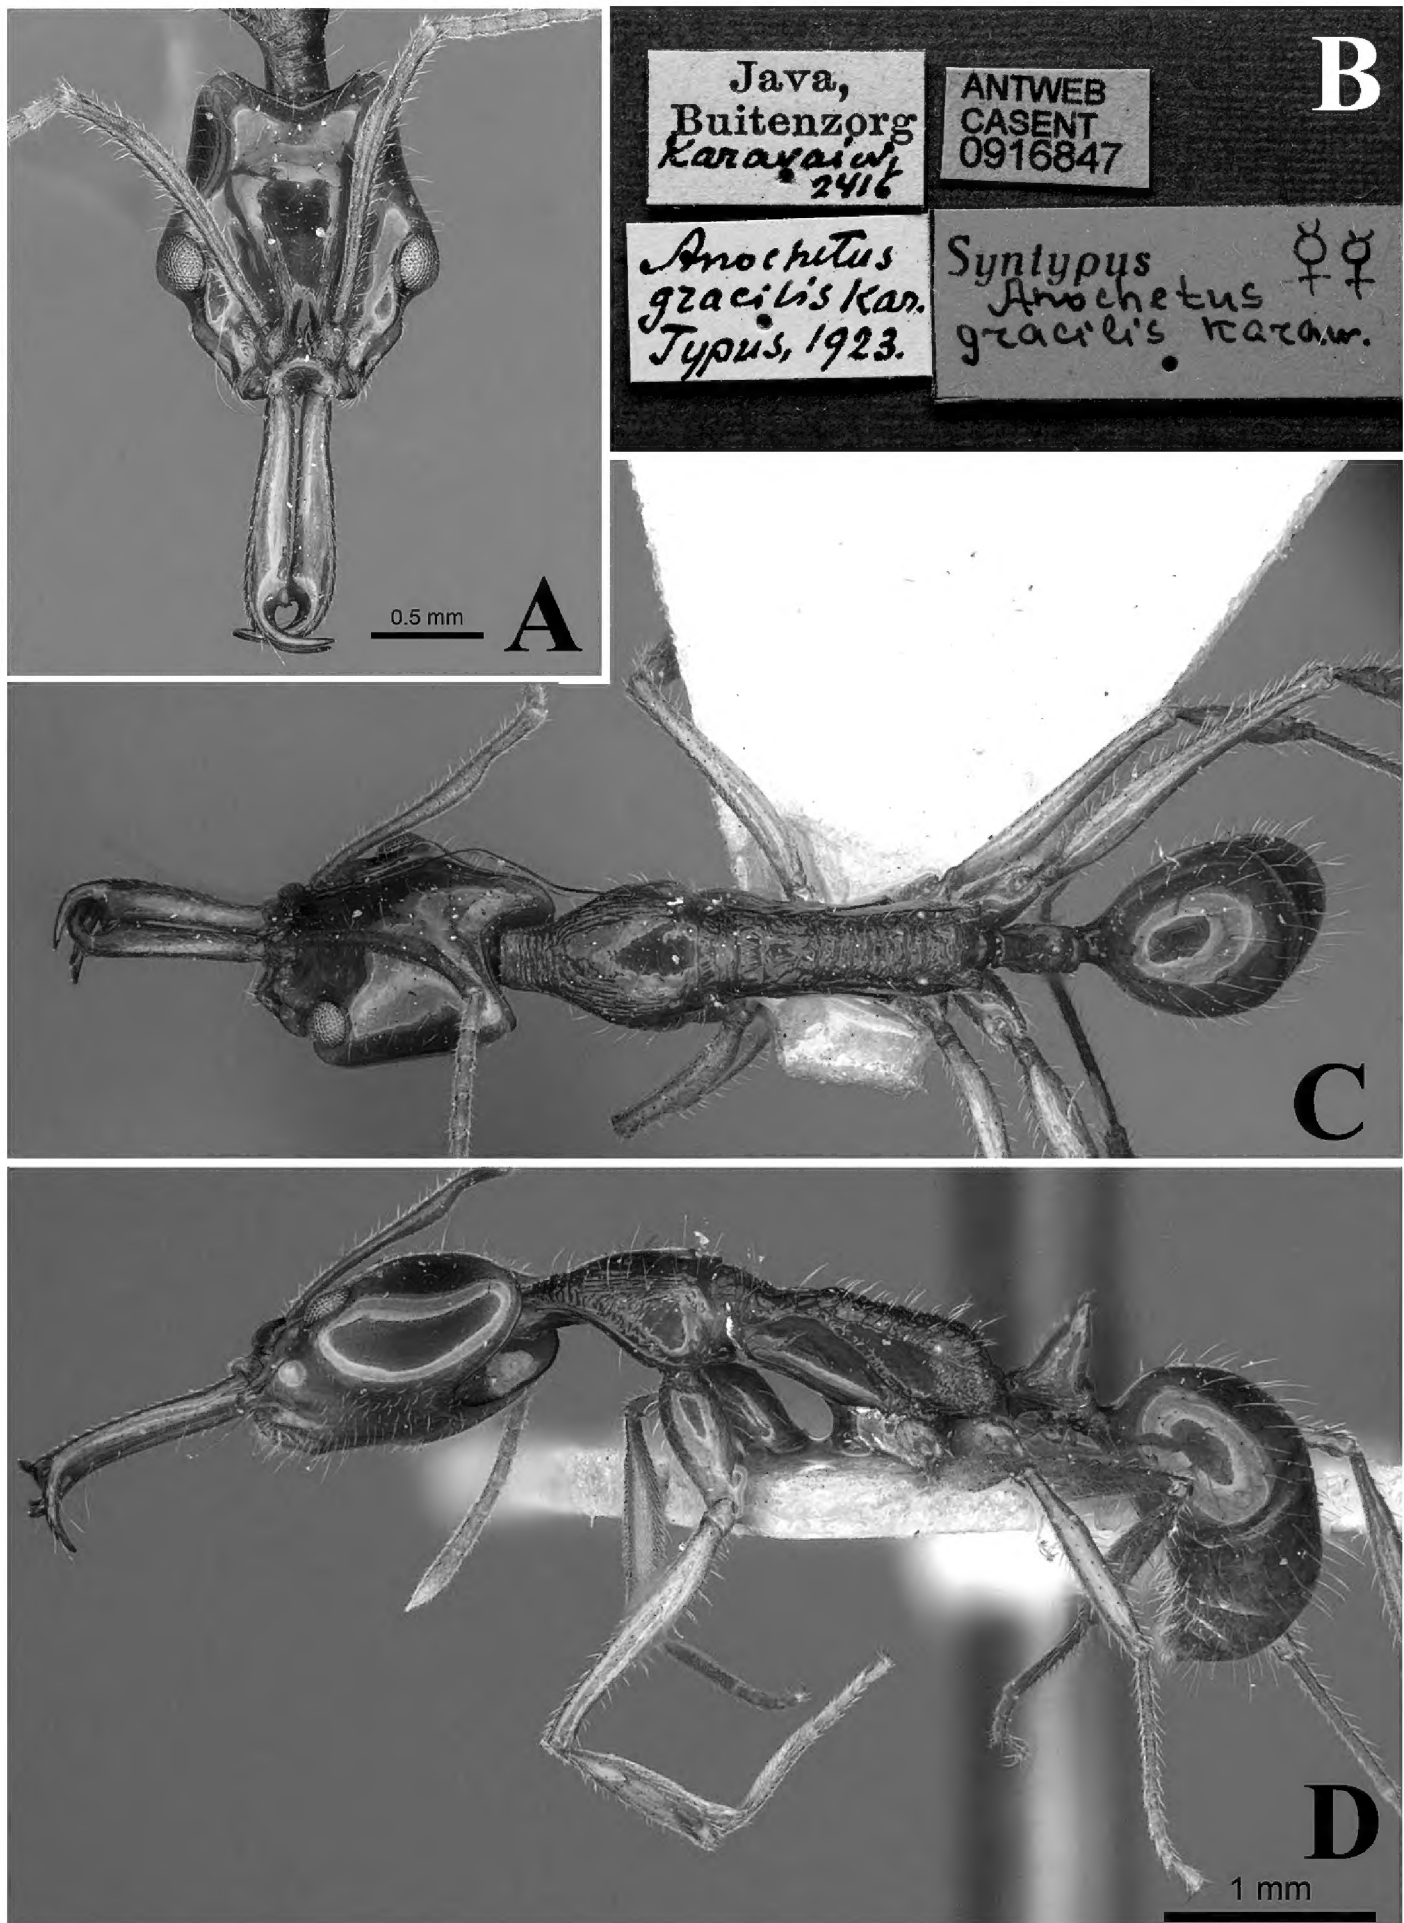 A
0.5 mm
B
Java,
Buitenzorg
Karavaiew,
2416
ANTWEB
CASENT
0916847
Anochetus
gracilis Kar.
Typus, 1923.
Syntypus ☿☿
Anochetus
gracilis Karaw.
C
D
1 mm